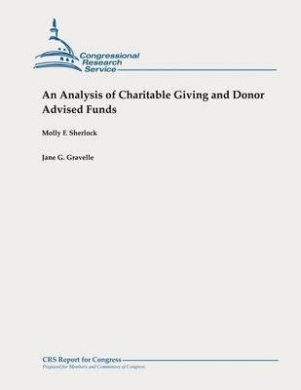 Congressional
Research
Service
An Analysis of Charitable Giving and Donor
Advised Funds
Molly F. Sherlock
Jane G. Gravelle
CRS Report for Congress
Prepared for Members and Committees of Congress